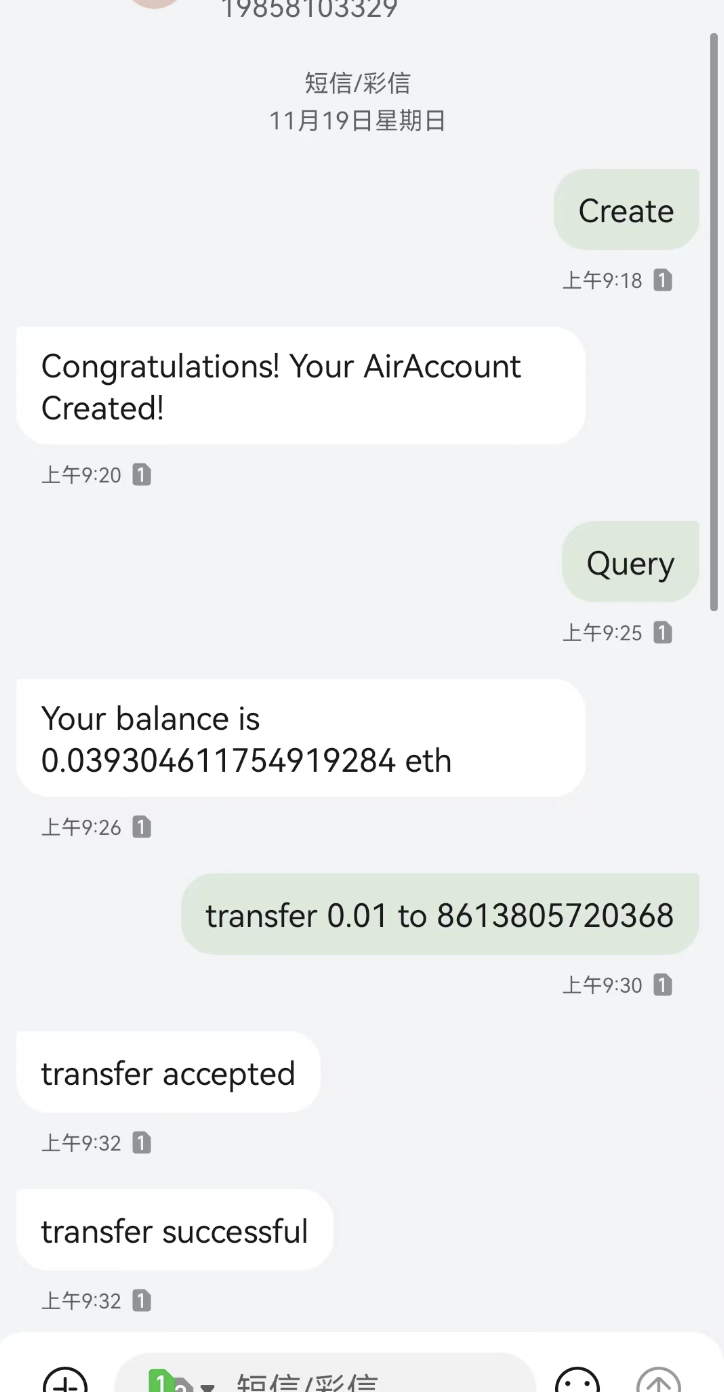 19858103329
短信/彩信
11月19日星期日
Create
上午9:18 1
Congratulations! Your AirAccount
Created!
上午9:20 1
Query
上午9:25 1
Your balance is
0.039304611754919284 eth
上午9:26 1
transfer 0.01 to 8613805720368
上午9:30 1
transfer accepted
上午9:32 1
transfer successful
上午9:32 1
1 2 短信/彩信